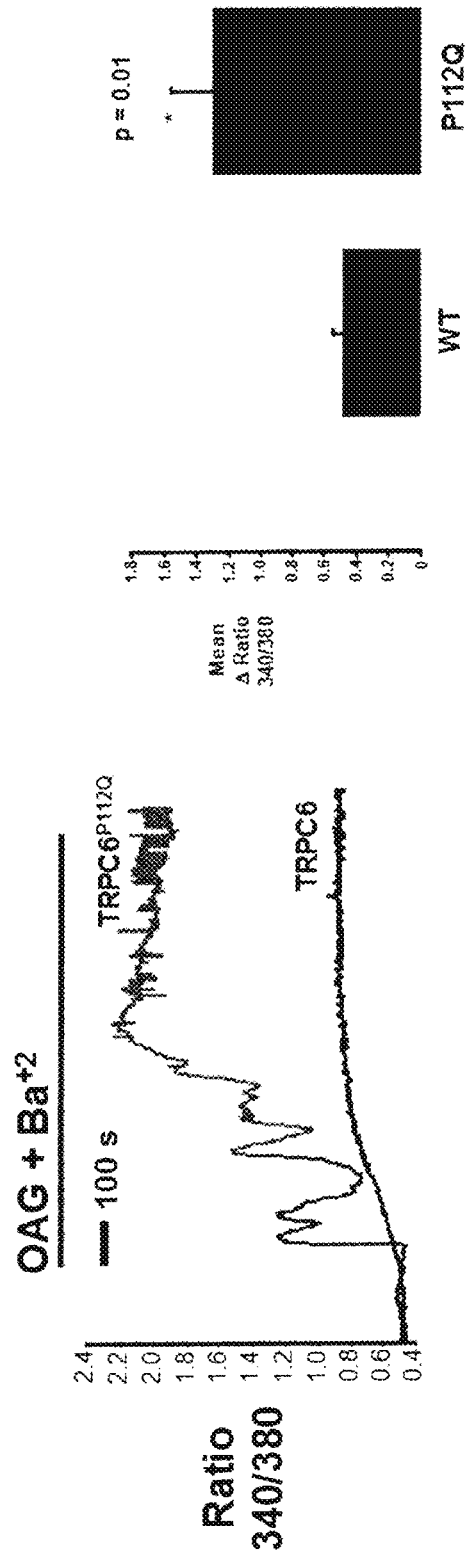 OAG + Ba+2
100 s
Ratio
340/380
2.4
2.2
2.0
1.8
1.6
1.4
1.2
1.0
0.8
0.6
0.4
TRPC6P112Q
TRPC6
Mean
Δ Ratio
340/380
1.8
1.6
1.4
1.2
1.0
0.8
0.6
0.4
0.2
0
p = 0.01
*
WT
P112Q